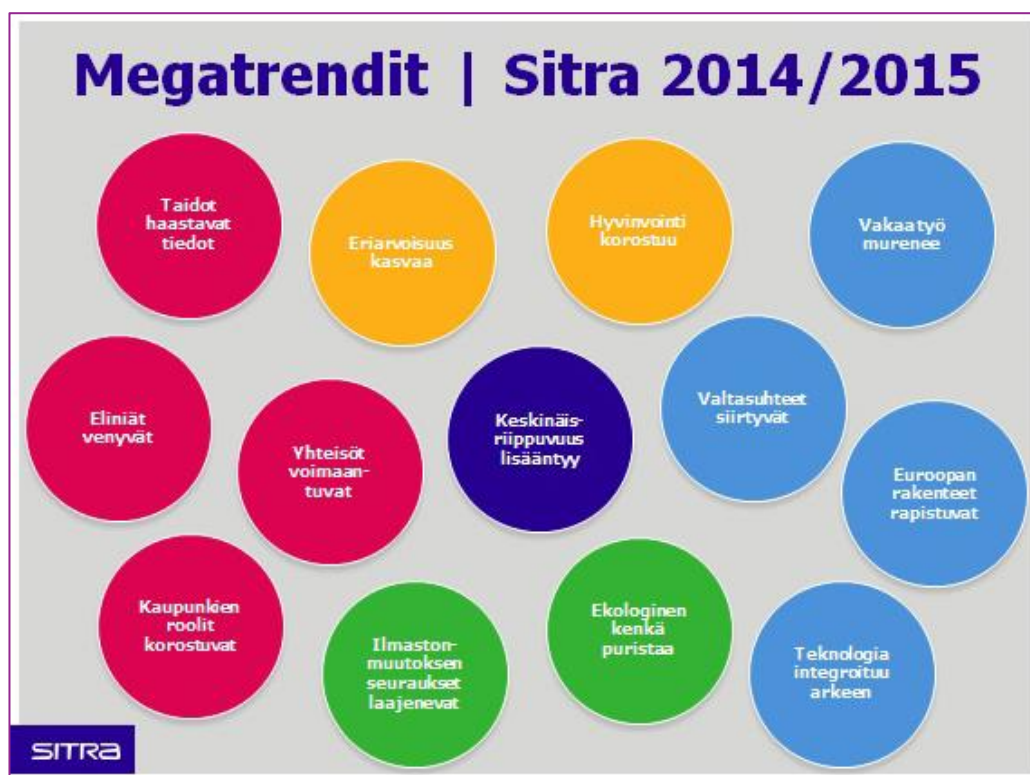 Megatrendit | Sitra 2014/2015
Taidot
haastavat
tiedot
Eriarvoisuus
kasvaa
Hyvinvointi
korostuu
Vakaa työ
murenee
Eliniät
venyvät
Yhteisöt
voimaan-
tuvat
Keskinäis-
riippuvuus
lisääntyy
Valtasuhteet
siirtyvät
Euroopan
rakenteet
rapistuvat
Kaupunkien
roolit
korostuvat
Ilmaston-
muutoksen
seuraukset
laajenevat
Ekologinen
kenkä
puristaa
Teknologia
integroituu
arkeen
SITRA